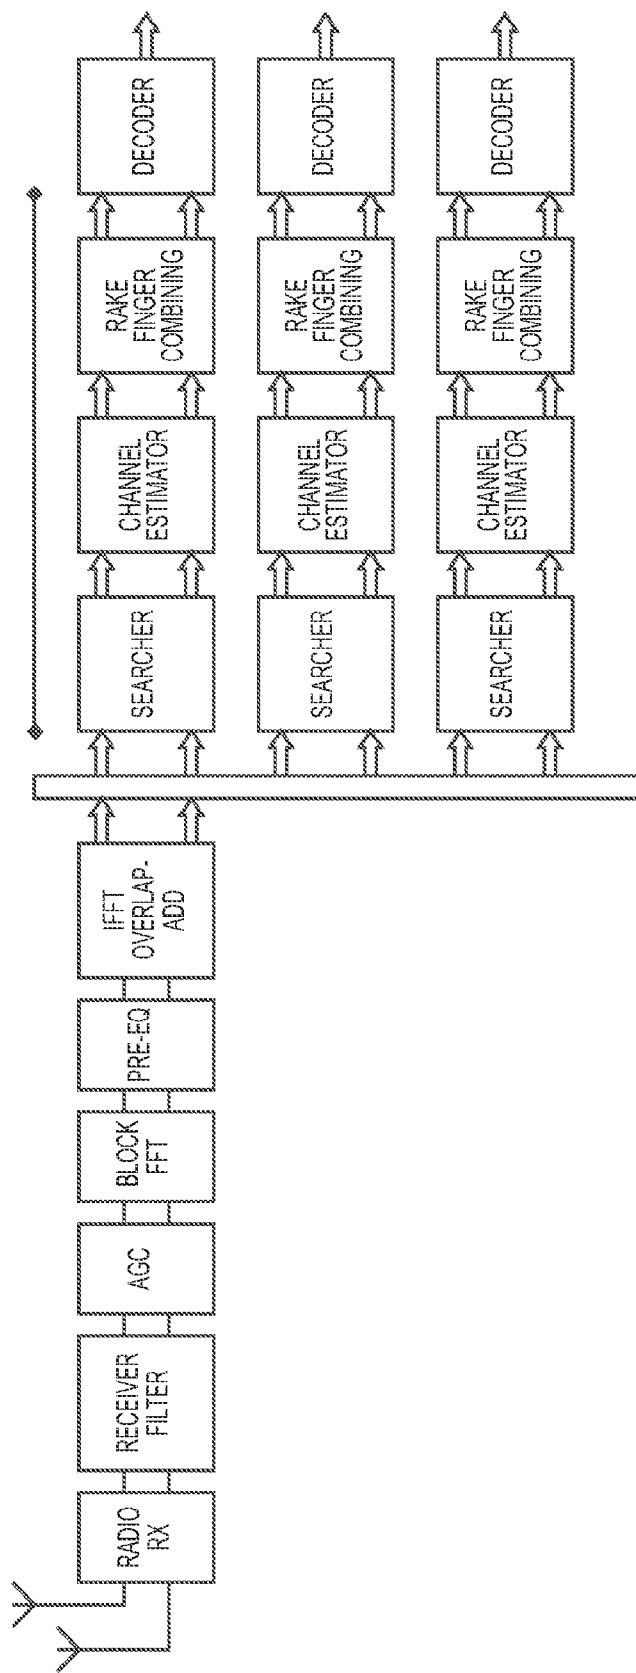 RADIO
RX
RECEIVER
FILTER
AGC
BLOCK
FFT
PRE-EQ
IFFT
OVERLAP-
ADD
SEARCHER
CHANNEL
ESTIMATOR
RAKE
FINGER
COMBINING
DECODER
SEARCHER
CHANNEL
ESTIMATOR
RAKE
FINGER
COMBINING
DECODER
SEARCHER
CHANNEL
ESTIMATOR
RAKE
FINGER
COMBINING
DECODER